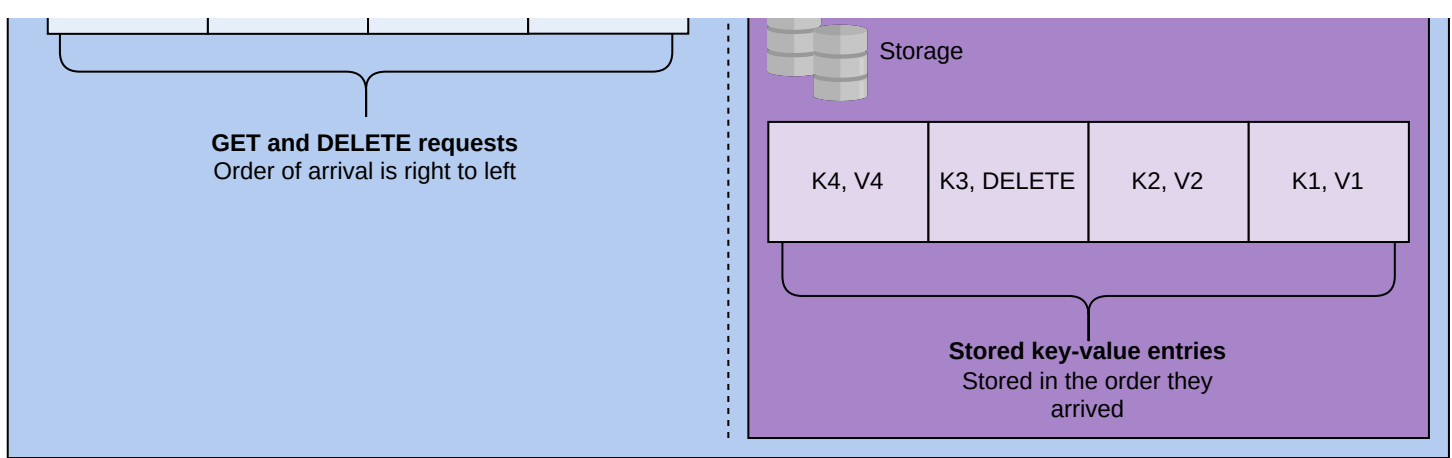 Storage
GET and DELETE requests
Order of arrival is right to left
K4, V4
K3, DELETE
K2, V2
K1, V1
Stored key-value entries
Stored in the order they
arrived